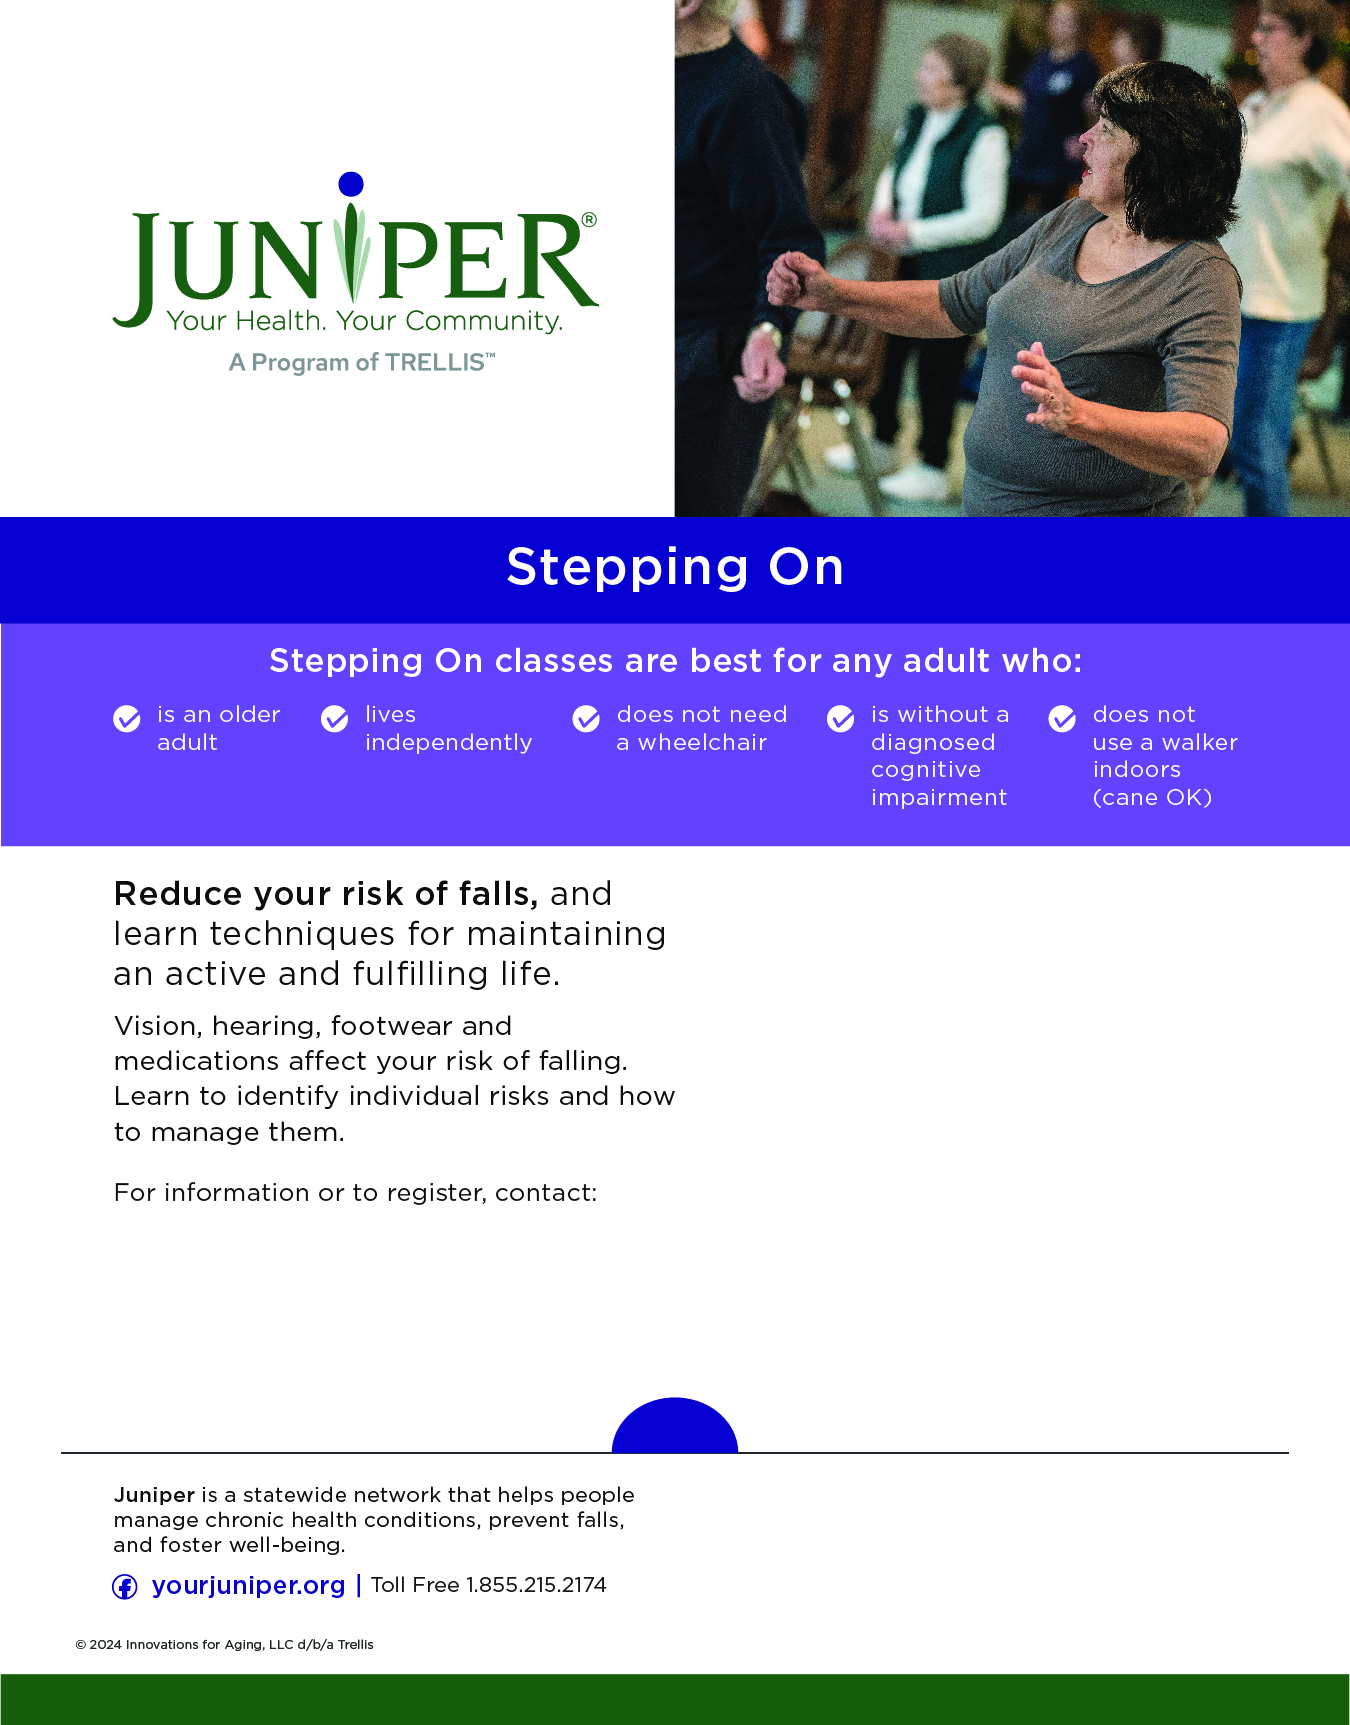 JUNIPER®
Your Health. Your Community.
A Program of TRELLIS™
Stepping On
Stepping On classes are best for any adult who:
is an older
adult
lives
independently
does not need
a wheelchair
is without a
diagnosed
cognitive
impairment
does not
use a walker
indoors
(cane OK)
Reduce your risk of falls, and
learn techniques for maintaining
an active and fulfilling life.
Vision, hearing, footwear and
medications affect your risk of falling.
Learn to identify individual risks and how
to manage them.
For information or to register, contact:
Juniper is a statewide network that helps people
manage chronic health conditions, prevent falls,
and foster well-being.
yourjuniper.org | Toll Free 1.855.215.2174
© 2024 Innovations for Aging, LLC d/b/a Trellis